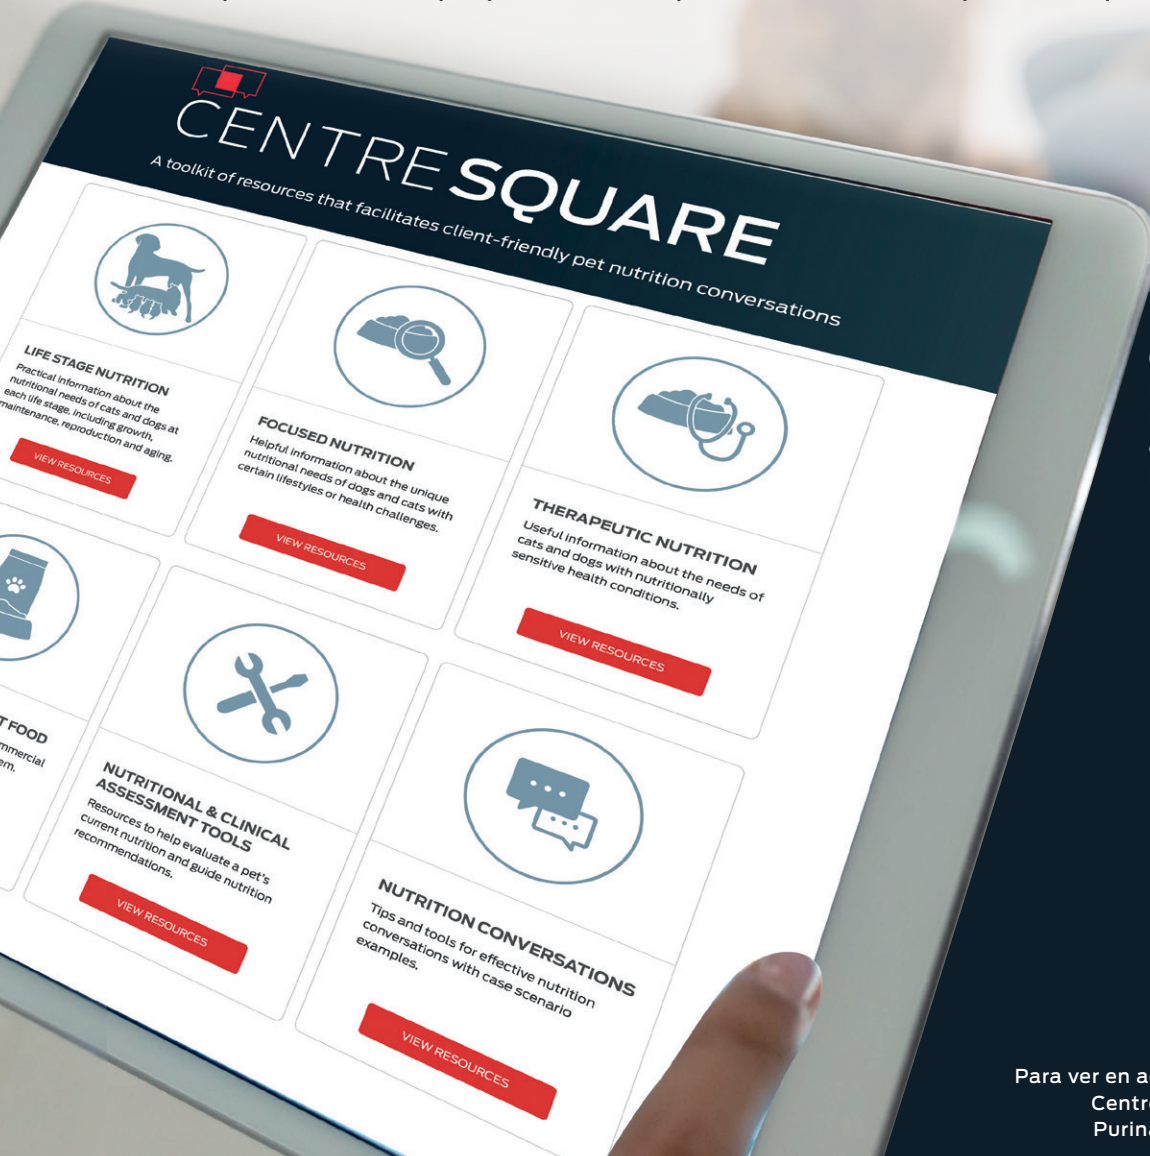 CENTRESQUARE
A toolkit of resources that facilitates client-friendly pet nutrition conversations
LIFE STAGE NUTRITION
Practical information about the
nutritional needs of cats and dogs at
each life stage, including growth,
maintenance, reproduction and aging.
VIEW RESOURCES
FOCUSED NUTRITION
Helpful information about the unique
nutritional needs of dogs and cats with
certain lifestyles or health challenges.
VIEW RESOURCES
THERAPEUTIC NUTRITION
Useful information about the needs of
cats and dogs with nutritionally
sensitive health conditions.
VIEW RESOURCES
FOOD
NUTRITIONAL & CLINICAL
ASSESSMENT TOOLS
Resources to help evaluate a pet's
current nutrition and guide nutrition
recommendations.
VIEW RESOURCES
NUTRITION CONVERSATIONS
Tips and tools for effective nutrition
conversations with case scenario
examples.
VIEW RESOURCES
Para ver en
Centre
Purina